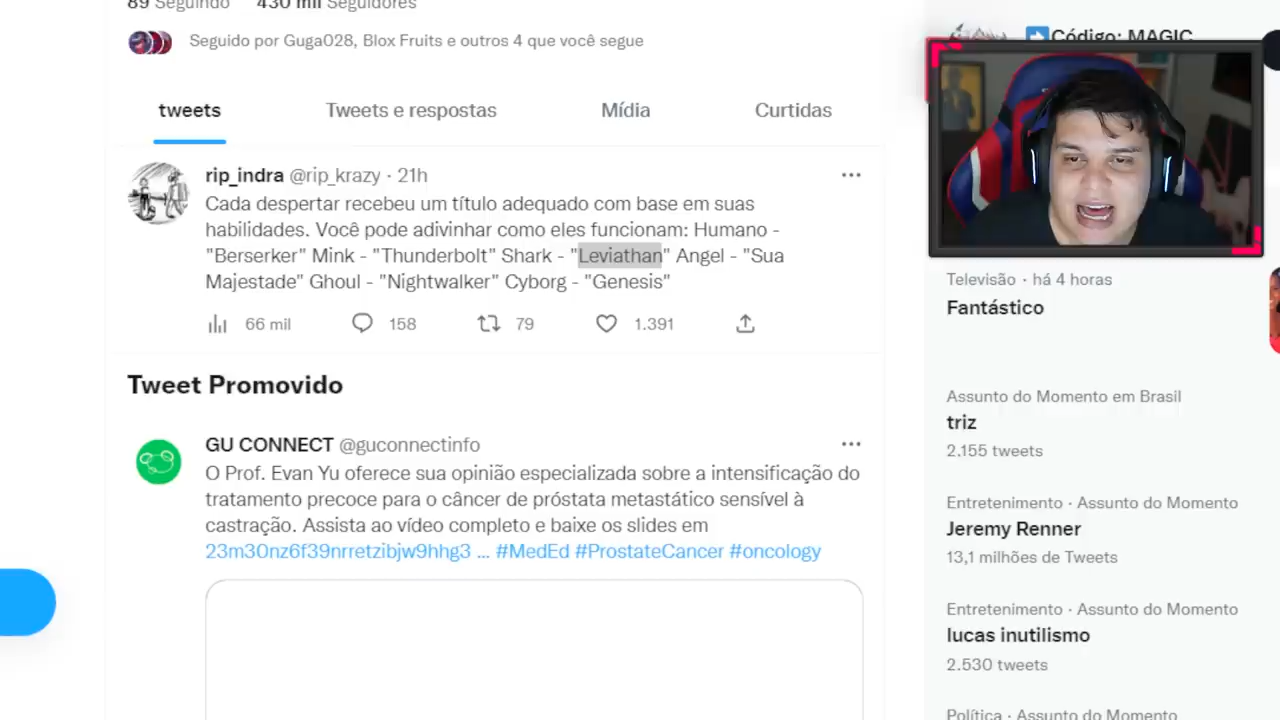 89 Seguindo 430 mil Seguidores
Seguido por Guga028, Blox Fruits e outros 4 que você segue
tweets Tweets e respostas Mídia Curtidas
rip_indra @rip_krazy · 21h
Cada despertar recebeu um título adequado com base em suas
habilidades. Você pode adivinhar como eles funcionam: Humano -
"Berserker" Mink - "Thunderbolt" Shark - "Leviathan" Angel - "Sua
Majestade" Ghoul - "Nightwalker" Cyborg - "Genesis"
66 mil 158 79 1.391
Tweet Promovido
GU CONNECT @guconnectinfo
O Prof. Evan Yu oferece sua opinião especializada sobre a intensificação do
tratamento precoce para o câncer de próstata metastático sensível à
castração. Assista ao vídeo completo e baixe os slides em
23m30nz6f39nrretzibjw9hhg3 ... #MedEd #ProstateCancer #oncology
Código: MAGIC
Televisão · há 4 horas
Fantástico
Assunto do Momento em Brasil
triz
2.155 tweets
Entretenimento · Assunto do Momento
Jeremy Renner
13,1 milhões de Tweets
Entretenimento · Assunto do Momento
lucas inutilismo
2.530 tweets
Política · Assunto do Momento